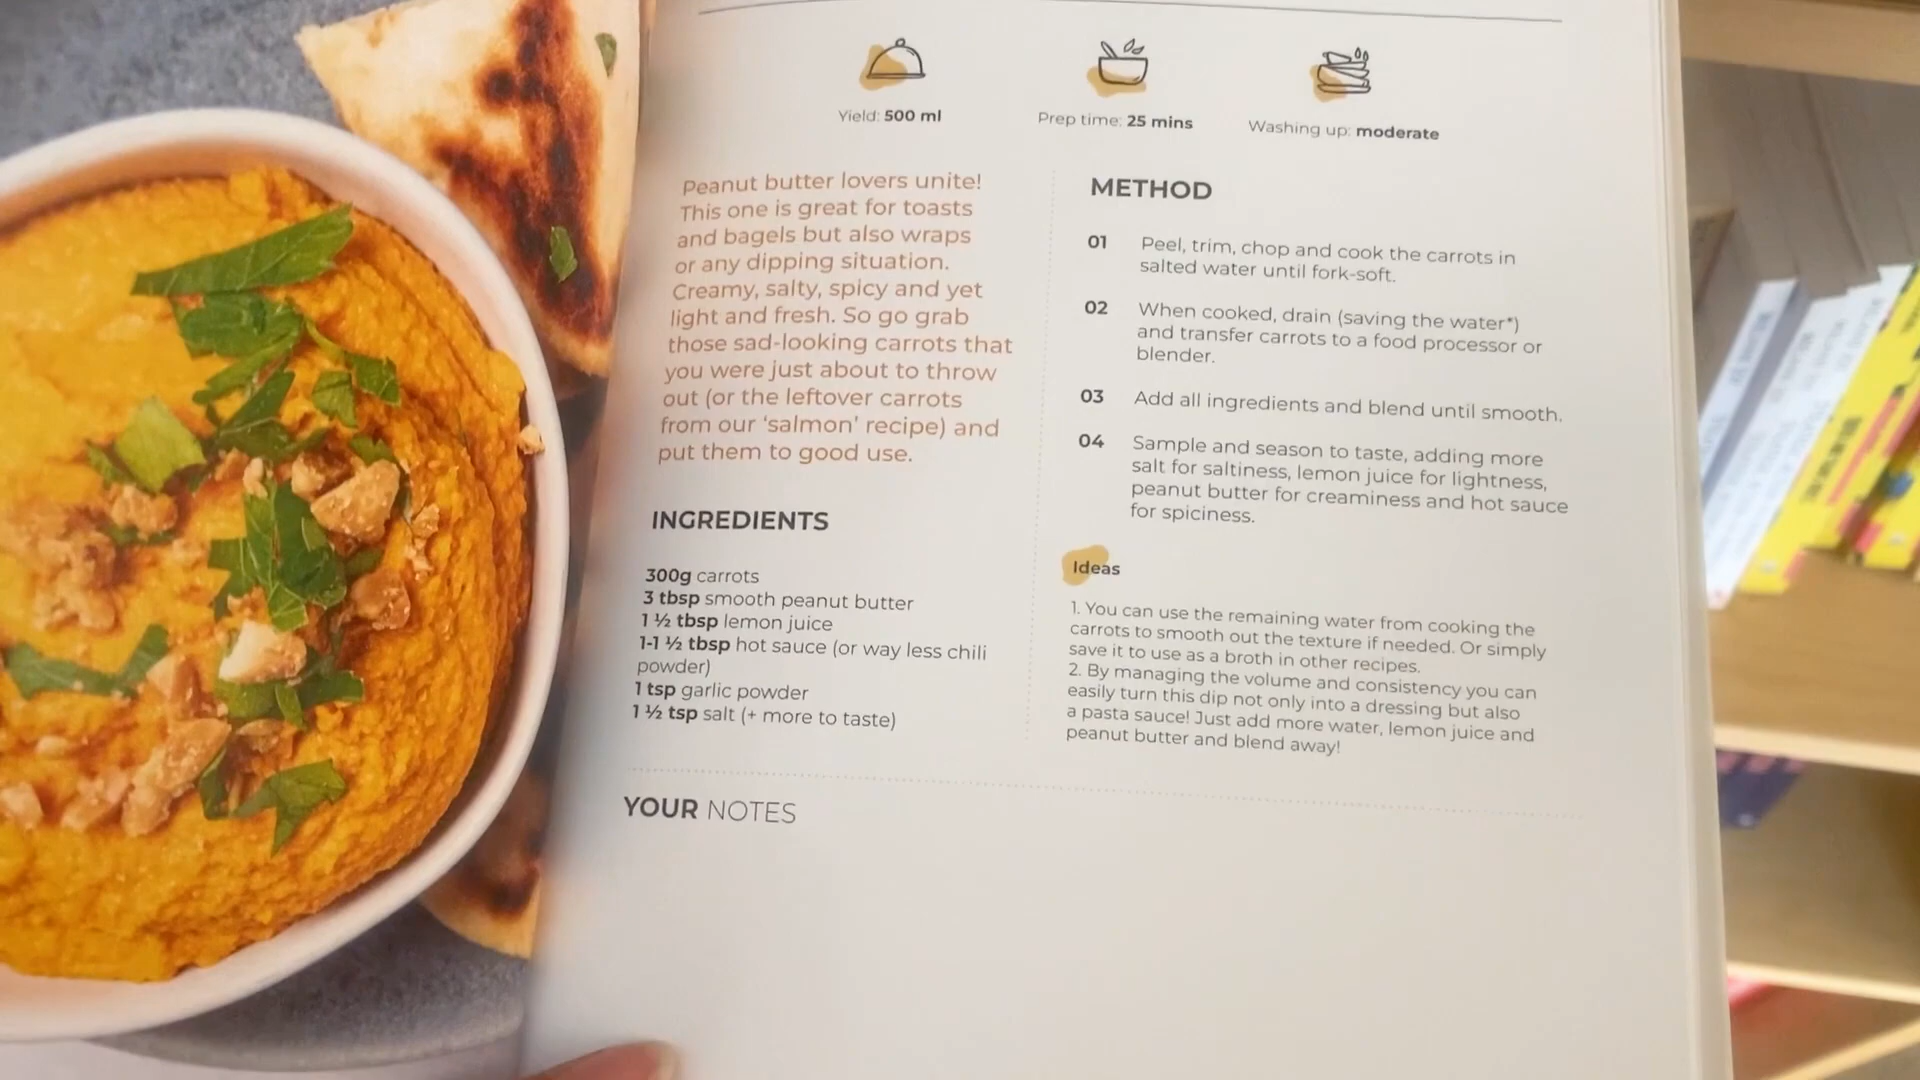 Yield: 500 ml
Prep time: 25 mins
Washing up: moderate
Peanut butter lovers unite!
This one is great for toasts
and bagels but also wraps
or any dipping situation.
Creamy, salty, spicy and yet
light and fresh. So go grab
those sad-looking carrots that
you were just about to throw
out (or the leftover carrots
from our ‘salmon’ recipe) and
put them to good use.
INGREDIENTS
300g carrots
3 tbsp smooth peanut butter
1 ½ tbsp lemon juice
1-1 ½ tbsp hot sauce (or way less chili
powder)
1 tsp garlic powder
1 ½ tsp salt (+ more to taste)
METHOD
01 Peel, trim, chop and cook the carrots in
salted water until fork-soft.
02 When cooked, drain (saving the water*)
and transfer carrots to a food processor or
blender.
03 Add all ingredients and blend until smooth.
04 Sample and season to taste, adding more
salt for saltiness, lemon juice for lightness,
peanut butter for creaminess and hot sauce
for spiciness.
Ideas
1. You can use the remaining water from cooking the
carrots to smooth out the texture if needed. Or simply
save it to use as a broth in other recipes.
2. By managing the volume and consistency you can
easily turn this dip not only into a dressing but also
a pasta sauce! Just add more water, lemon juice and
peanut butter and blend away!
YOUR NOTES